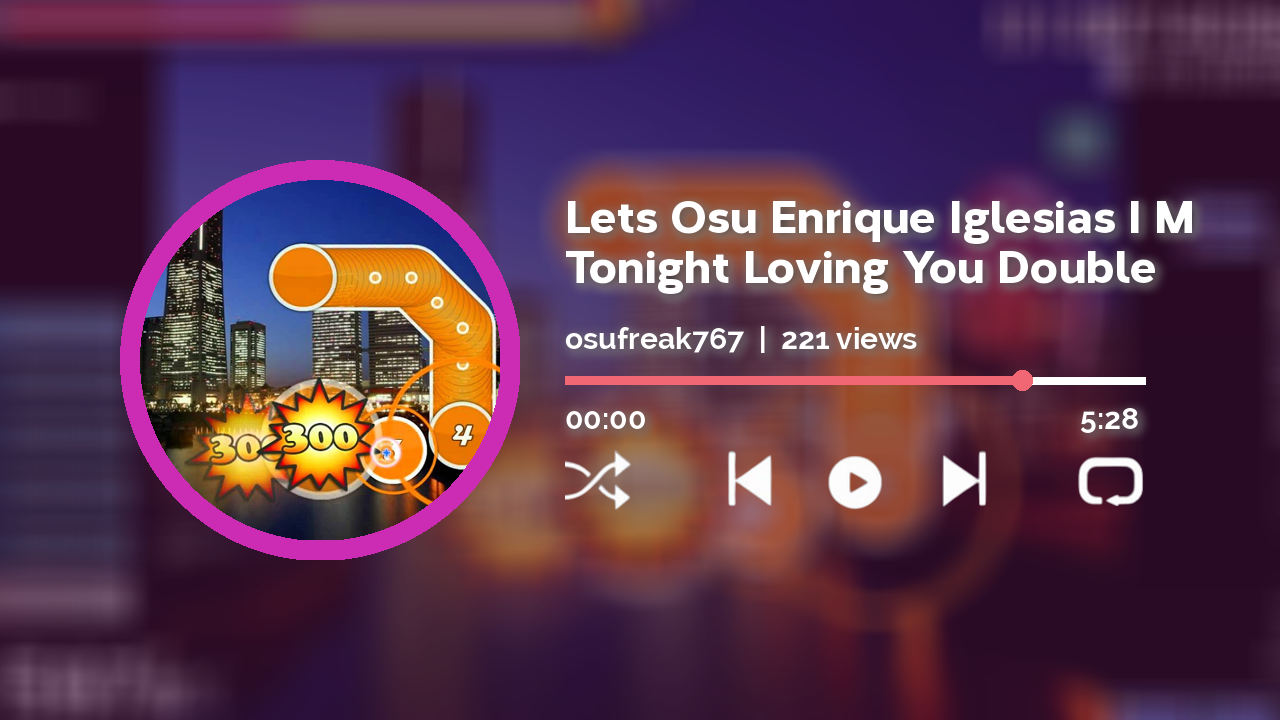 Lets Osu Enrique Iglesias I M
Tonight Loving You Double
osufreak767 | 221 views
00:00
5:28
300
4